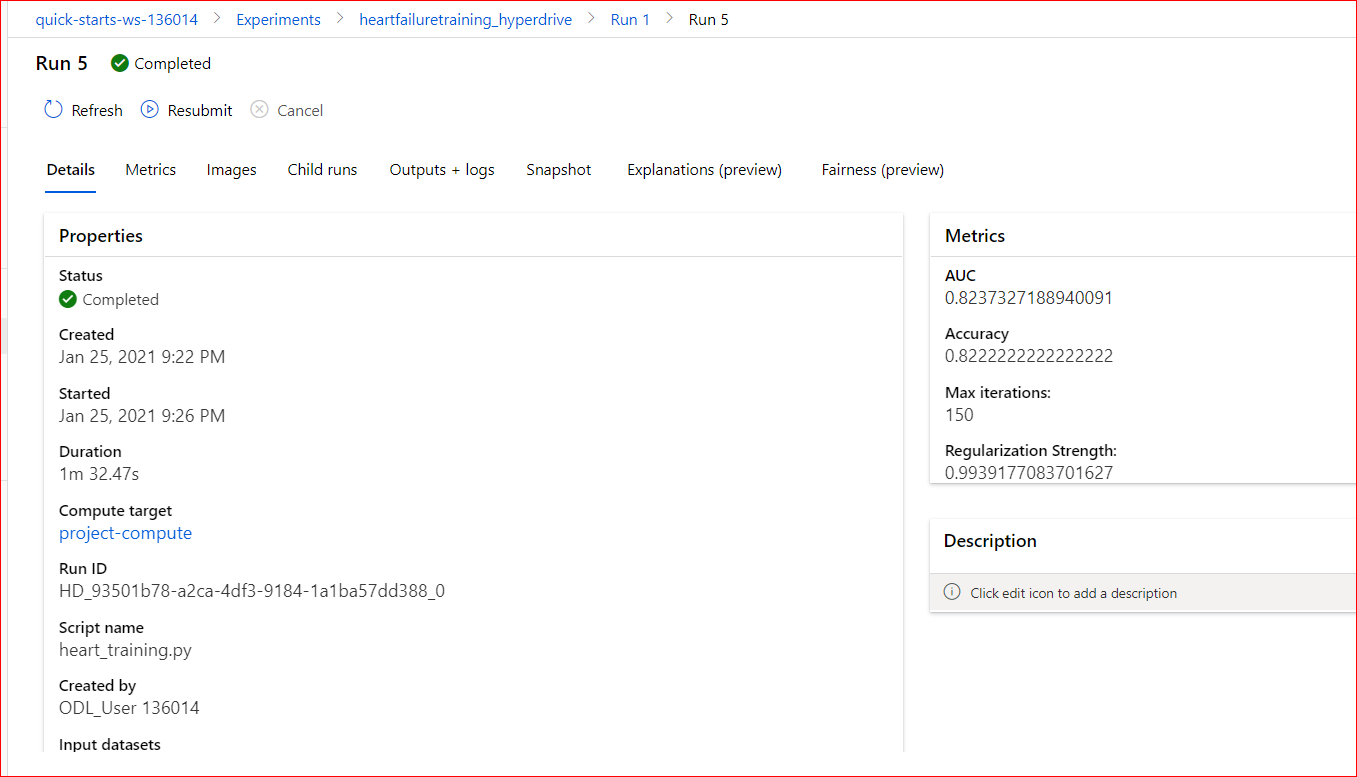 quick-starts-ws-136014 > Experiments > heartfailuretraining_hyperdrive > Run 1 > Run 5
Run 5 Completed
Refresh Resubmit Cancel
Details Metrics Images Child runs Outputs + logs Snapshot Explanations (preview) Fairness (preview)
Properties
Status
Completed
Created
Jan 25, 2021 9:22 PM
Started
Jan 25, 2021 9:26 PM
Duration
1m 32.47s
Compute target
project-compute
Run ID
HD_93501b78-a2ca-4df3-9184-1a1ba57dd388_0
Script name
heart_training.py
Created by
ODL_User 136014
Input datasets
Metrics
AUC
0.8237327188940091
Accuracy
0.8222222222222222
Max iterations:
150
Regularization Strength:
0.9939177083701627
Description
Click edit icon to add a description